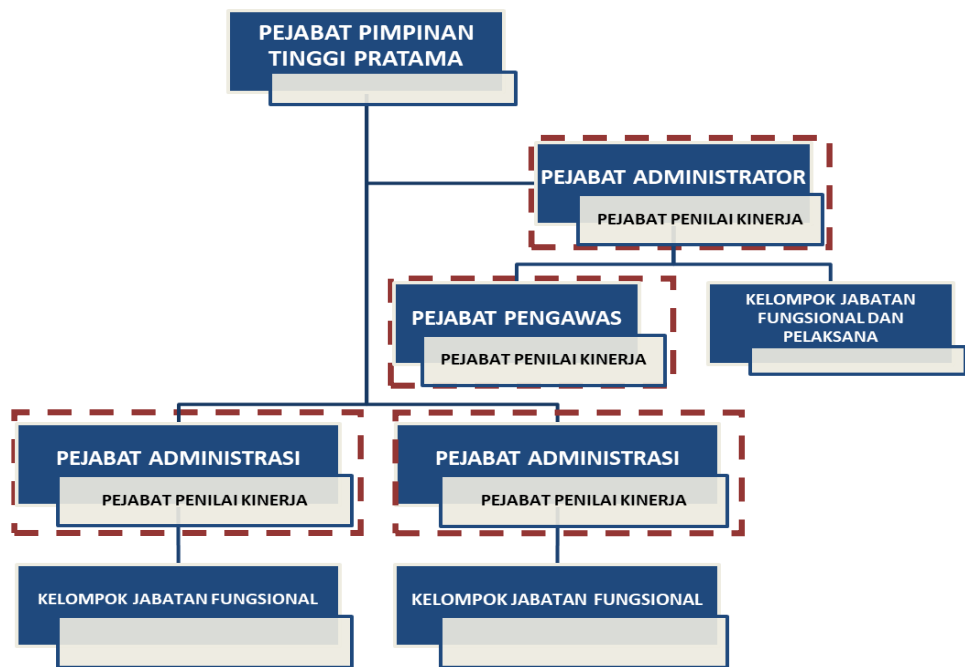 PEJABAT PIMPINAN
TINGGI PRATAMA
PEJABAT ADMINISTRATOR
PEJABAT PENILAI KINERJA
PEJABAT PENGAWAS
PEJABAT PENILAI KINERJA
KELOMPOK JABATAN
FUNGSIONAL DAN
PELAKSANA
PEJABAT ADMINISTRASI
PEJABAT PENILAI KINERJA
PEJABAT ADMINISTRASI
PEJABAT PENILAI KINERJA
KELOMPOK JABATAN FUNGSIONAL
KELOMPOK JABATAN FUNGSIONAL